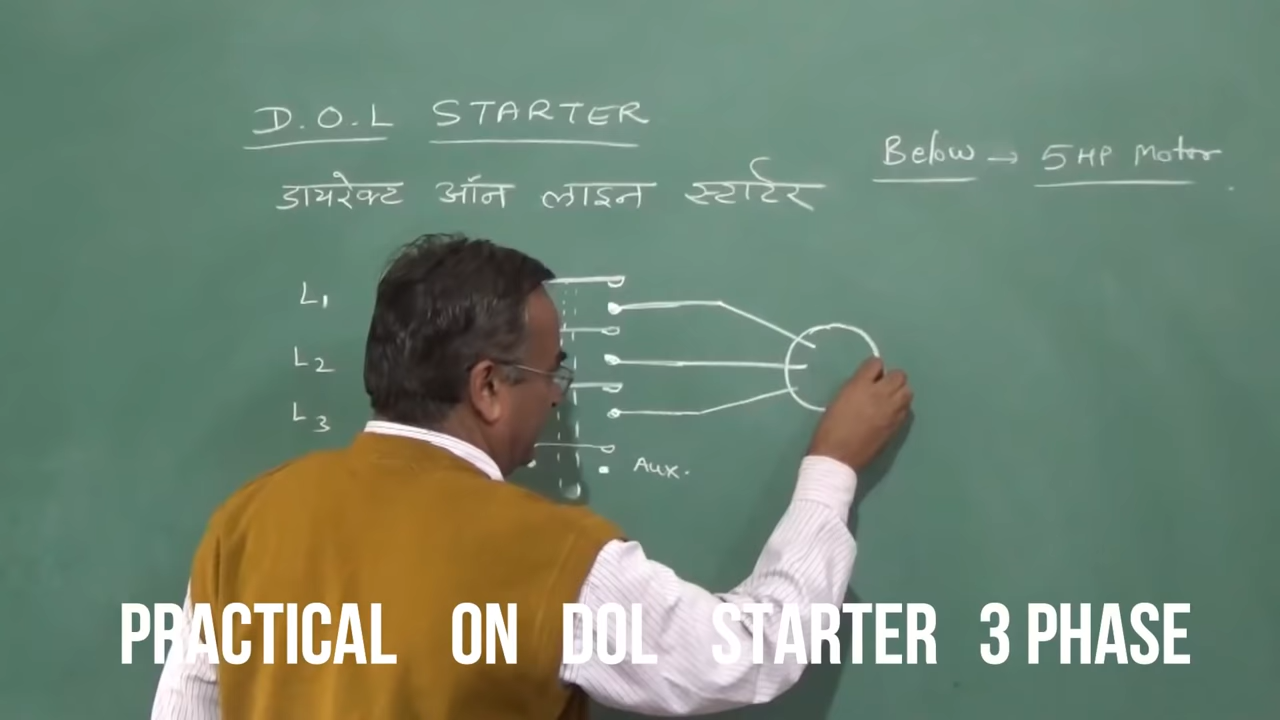 D.O.L STARTER
Below → 5HP Motor
डायरेक्ट ऑन लाइन स्टार्टर
L1
L2
L3
Aux.
PRACTICAL ON DOL STARTER 3 PHASE